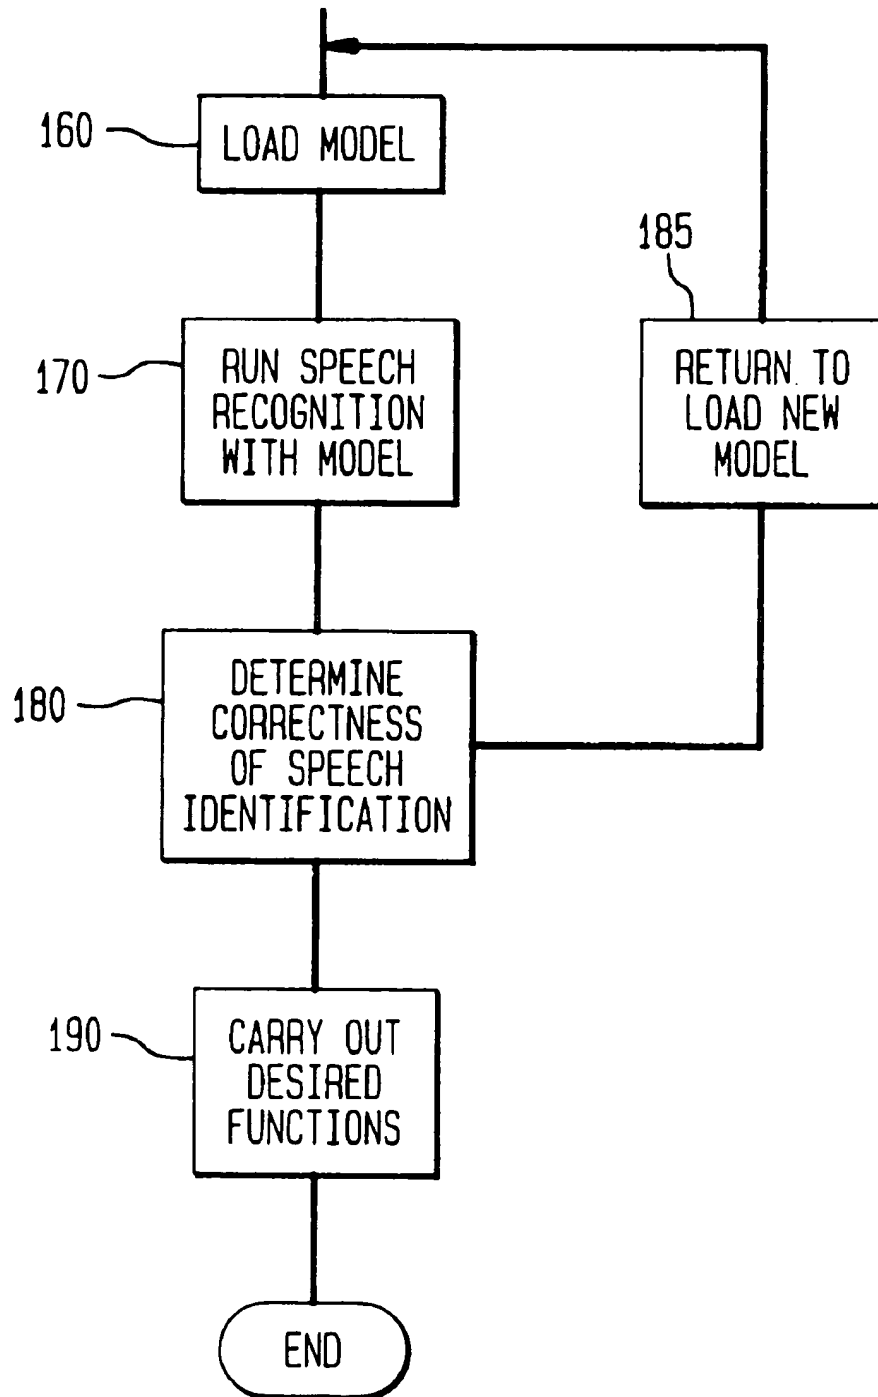 160
LOAD MODEL
185
170
RUN SPEECH
RECOGNITION
WITH MODEL
RETURN TO
LOAD NEW
MODEL
180
DETERMINE
CORRECTNESS
OF SPEECH
IDENTIFICATION
190
CARRY OUT
DESIRED
FUNCTIONS
END